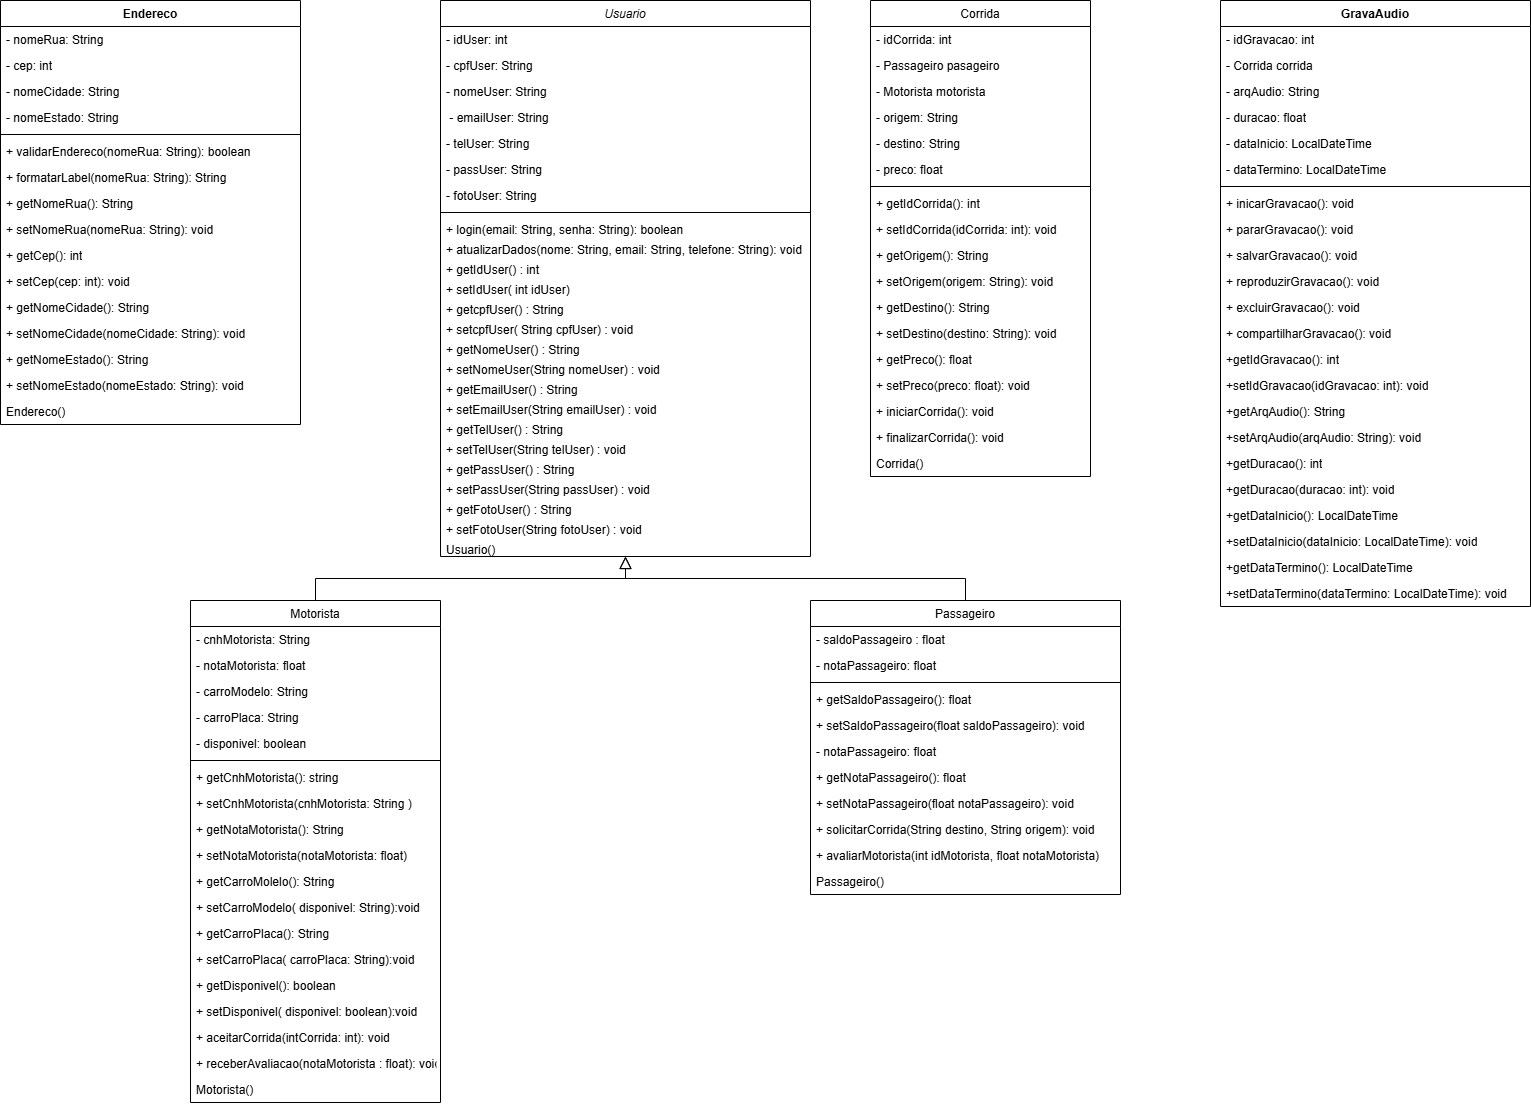 Endereco
- nomeRua: String
- cep: int
- nomeCidade: String
- nomeEstado: String
+ validarEndereco(nomeRua: String): boolean
+ formatarLabel(nomeRua: String): String
+ getNomeRua(): String
+ setNomeRua(nomeRua: String): void
+ getCep(): int
+ setCep(cep: int): void
+ getNomeCidade(): String
+ setNomeCidade(nomeCidade: String): void
+ getNomeEstado(): String
+ setNomeEstado(nomeEstado: String): void
Endereco()
Usuario
- idUser: int
- cpfUser: String
- nomeUser: String
- emailUser: String
- telUser: String
- passUser: String
- fotoUser: String
+ login(email: String, senha: String): boolean
+ atualizarDados(nome: String, email: String, telefone: String): void
+ getIdUser() : int
+ setIdUser( int idUser)
+ getcpfUser() : String
+ setcpfUser( String cpfUser) : void
+ getNomeUser() : String
+ setNomeUser(String nomeUser) : void
+ getEmailUser() : String
+ setEmailUser(String emailUser) : void
+ getTelUser() : String
+ setTelUser(String telUser) : void
+ getPassUser() : String
+ setPassUser(String passUser) : void
+ getFotoUser() : String
+ setFotoUser(String fotoUser) : void
Usuario()
Corrida
- idCorrida: int
- Passageiro pasageiro
- Motorista motorista
- origem: String
- destino: String
- preco: float
+ getIdCorrida(): int
+ setIdCorrida(idCorrida: int): void
+ getOrigem(): String
+ setOrigem(origem: String): void
+ getDestino(): String
+ setDestino(destino: String): void
+ getPreco(): float
+ setPreco(preco: float): void
+ iniciarCorrida(): void
+ finalizarCorrida(): void
Corrida()
GravaAudio
- idGravacao: int
- Corrida corrida
- arqAudio: String
- duracao: float
- dataInicio: LocalDateTime
- dataTermino: LocalDateTime
+ inicarGravacao(): void
+ pararGravacao(): void
+ salvarGravacao(): void
+ reproduzirGravacao(): void
+ excluirGravacao(): void
+ compartilharGravacao(): void
+getIdGravacao(): int
+setIdGravacao(idGravacao: int): void
+getArqAudio(): String
+setArqAudio(arqAudio: String): void
+getDuracao(): int
+getDuracao(duracao: int): void
+getDataInicio(): LocalDateTime
+setDataInicio(dataInicio: LocalDateTime): void
+getDataTermino(): LocalDateTime
+setDataTermino(dataTermino: LocalDateTime): void
Motorista
- cnhMotorista: String
- notaMotorista: float
- carroModelo: String
- carroPlaca: String
- disponivel: boolean
+ getCnhMotorista(): string
+ setCnhMotorista(cnhMotorista: String )
+ getNotaMotorista(): String
+ setNotaMotorista(notaMotorista: float)
+ getCarroMolelo(): String
+ setCarroModelo( disponivel: String):void
+ getCarroPlaca(): String
+ setCarroPlaca( carroPlaca: String):void
+ getDisponivel(): boolean
+ setDisponivel( disponivel: boolean):void
+ aceitarCorrida(intCorrida: int): void
+ receberAvaliacao(notaMotorista : float):
Motorista()
Passageiro
- saldoPassageiro : float
- notaPassageiro: float
+ getSaldoPassageiro(): float
+ setSaldoPassageiro(float saldoPassageiro): void
- notaPassageiro: float
+ getNotaPassageiro(): float
+ setNotaPassageiro(float notaPassageiro): void
+ solicitarCorrida(String destino, String origem): void
+ avaliarMotorista(int idMotorista, float notaMotorista)
Passageiro()